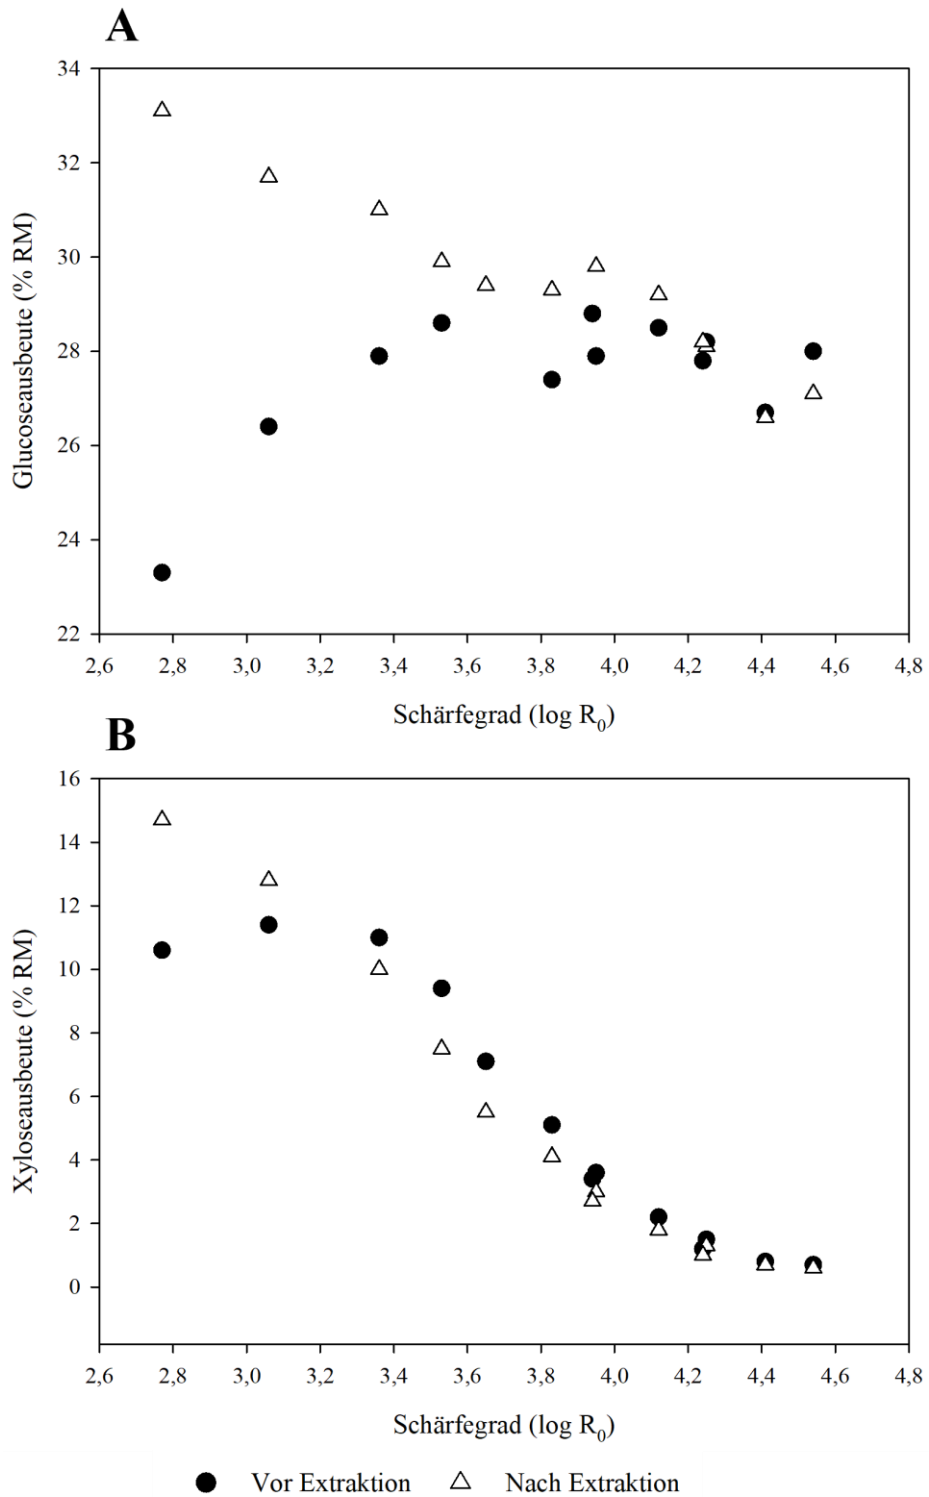 A
34
32
30
28
26
24
22
Glucoseausbeute (% RM)
2,6 2,8 3,0 3,2 3,4 3,6 3,8 4,0 4,2 4,4 4,6 4,8
Schärfegrad (log R0)
B
16
14
12
10
8
6
4
2
0
Xyloseausbeute (% RM)
2,6 2,8 3,0 3,2 3,4 3,6 3,8 4,0 4,2 4,4 4,6 4,8
Schärfegrad (log R0)
Vor Extraktion Nach Extraktion